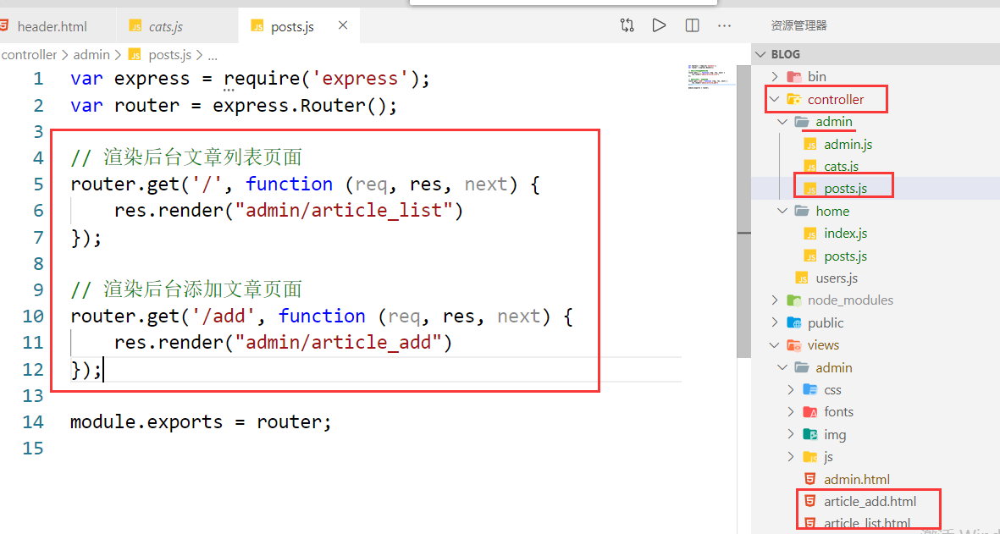 header.html cats.js posts.js
资源管理器
controller > admin > posts.js > ...
BLOG
1 var express = require('express');
2 var router = express.Router();
3
4 // 渲染后台文章列表页面
5 router.get('/', function (req, res, next) {
6 res.render("admin/article_list")
7 });
8
9 // 渲染后台添加文章页面
10 router.get('/add', function (req, res, next) {
11 res.render("admin/article_add")
12 });
13
14 module.exports = router;
15
bin
controller
admin
admin.js
cats.js
posts.js
home
index.js
posts.js
users.js
node_modules
public
views
admin
css
fonts
img
js
admin.html
article_add.html
article_list.html